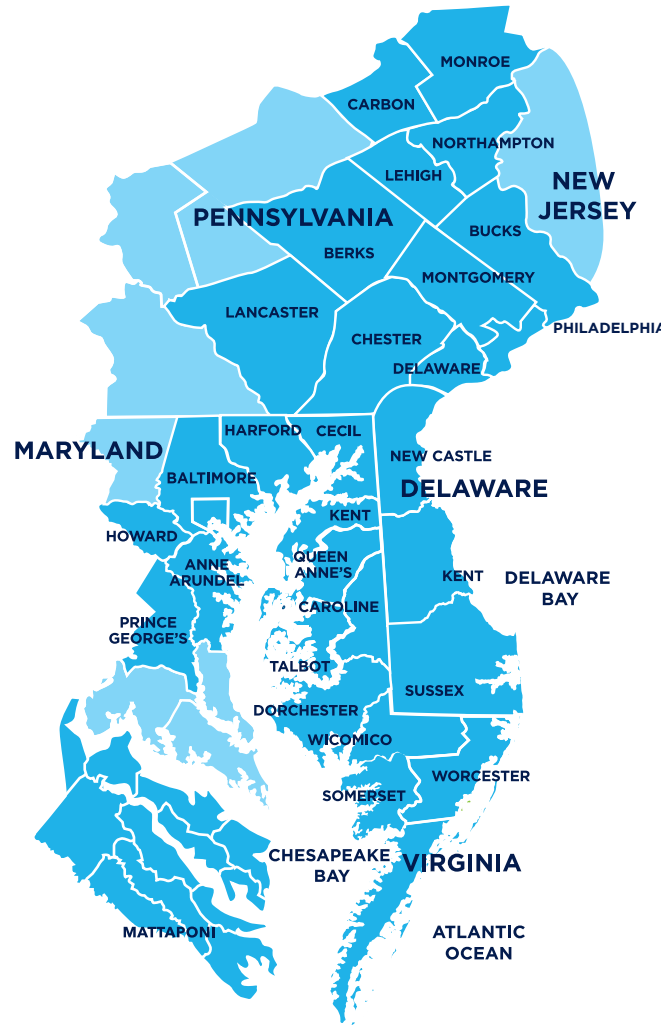 MONROE
CARBON
NORTHAMPTON
LEHIGH
NEW
JERSEY
PENNSYLVANIA
BUCKS
BERKS
MONTGOMERY
LANCASTER
PHILADELPHIA
CHESTER
DELAWARE
HARFORD
CECIL
MARYLAND
NEW CASTLE
BALTIMORE
DELAWARE
KENT
HOWARD
QUEEN
ANNE'S
ANNE
ARUNDEL
KENT
DELAWARE
BAY
CAROLINE
PRINCE
GEORGE'S
TALBOT
SUSSEX
DORCHESTER
WICOMICO
WORCESTER
SOMERSET
CHESAPEAKE
BAY
VIRGINIA
MATTAPONI
ATLANTIC
OCEAN